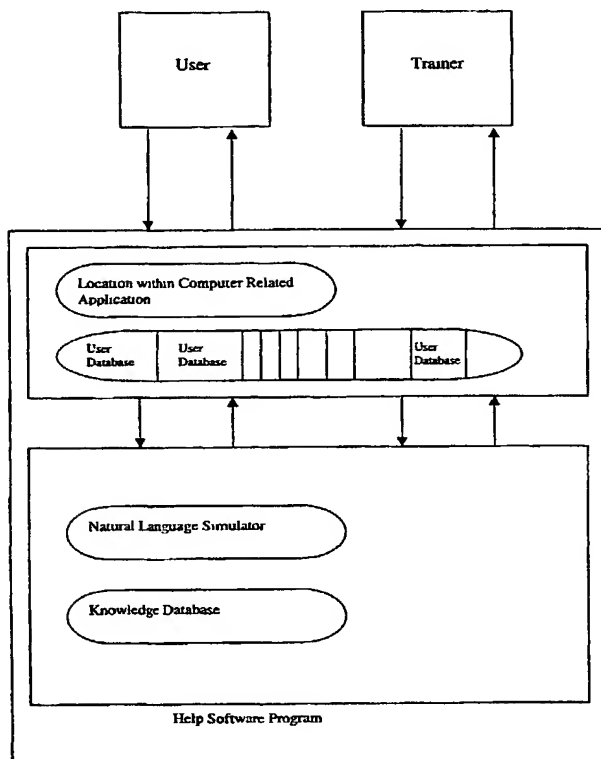 User
Trainer
Location within Computer Related
Application
User
Database
User
Database
User
Database
Natural Language Simulator
Knowledge Database
Help Software Program